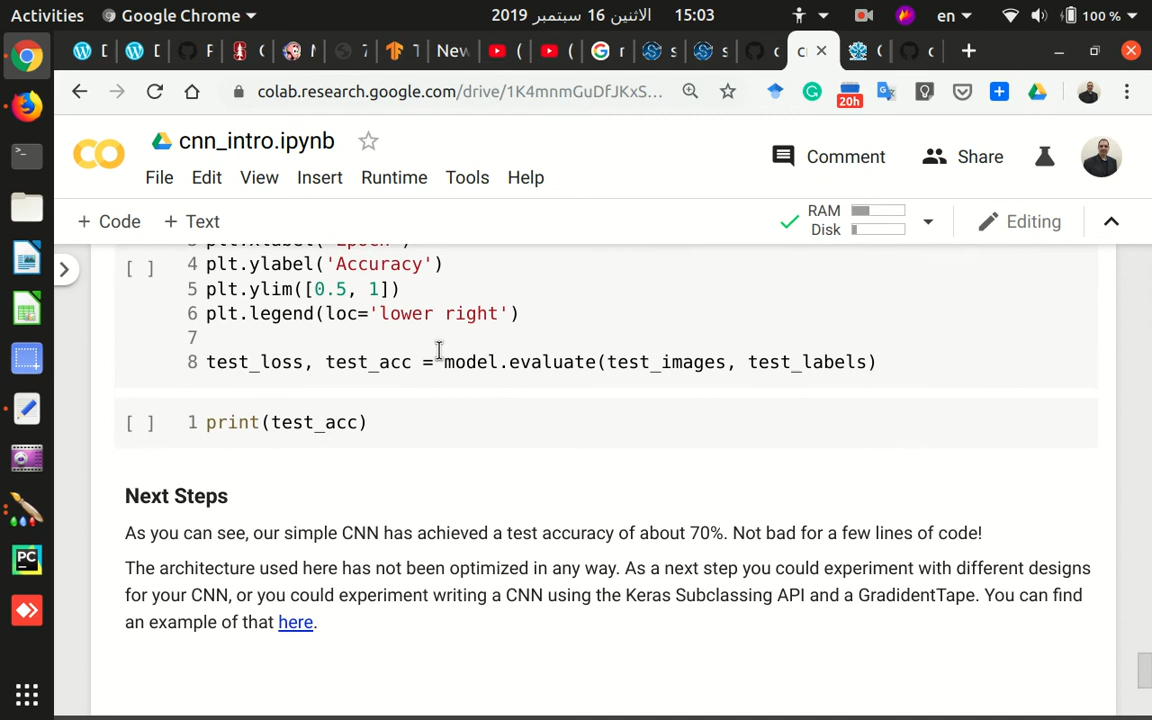 Activities
Google Chrome
2019 الاثنين 16 سبتمبر
15:03
en
100 %
New
20h
colab.research.google.com/drive/1K4mnmGuDfJKxS...
cnn_intro.ipynb
Comment
Share
File Edit View Insert Runtime Tools Help
+ Code + Text
RAM
Disk
Editing
[ ]
4 plt.ylabel('Accuracy')
5 plt.ylim([0.5, 1])
6 plt.legend(loc='lower right')
7
8 test_loss, test_acc = model.evaluate(test_images, test_labels)
[ ] 1 print(test_acc)
Next Steps
As you can see, our simple CNN has achieved a test accuracy of about 70%. Not bad for a few lines of code!
The architecture used here has not been optimized in any way. As a next step you could experiment with different designs
for your CNN, or you could experiment writing a CNN using the Keras Subclassing API and a GradidentTape. You can find
an example of that here.
PC